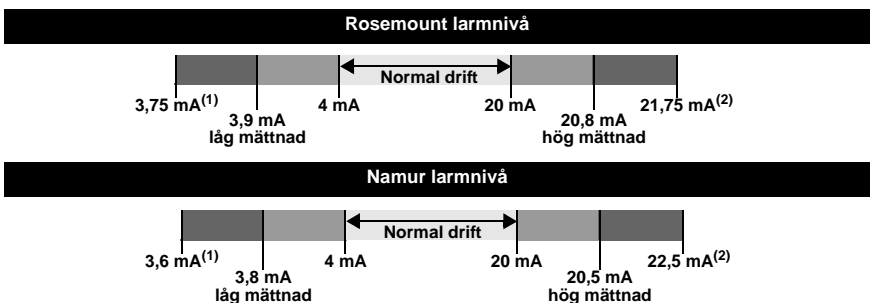 Rosemount larmnivå
Normal drift
3,75 mA(1)
4 mA
20 mA
21,75 mA(2)
3,9 mA
låg mättnad
20,8 mA
hög mättnad
Namur larmnivå
Normal drift
3,6 mA(1)
4 mA
20 mA
22,5 mA(2)
3,8 mA
låg mättnad
20,5 mA
hög mättnad